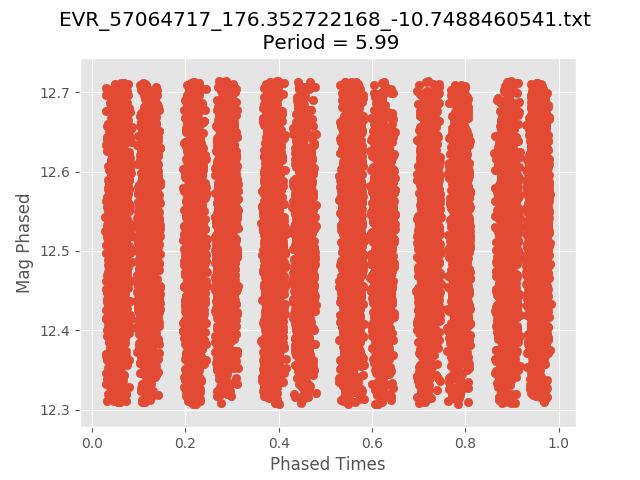 EVR_57064717_176.352722168_-10.7488460541.txt
Period = 5.99
12.7
12.6
12.5
12.4
12.3
Mag Phased
0.0 0.2 0.4 0.6 0.8 1.0
Phased Times